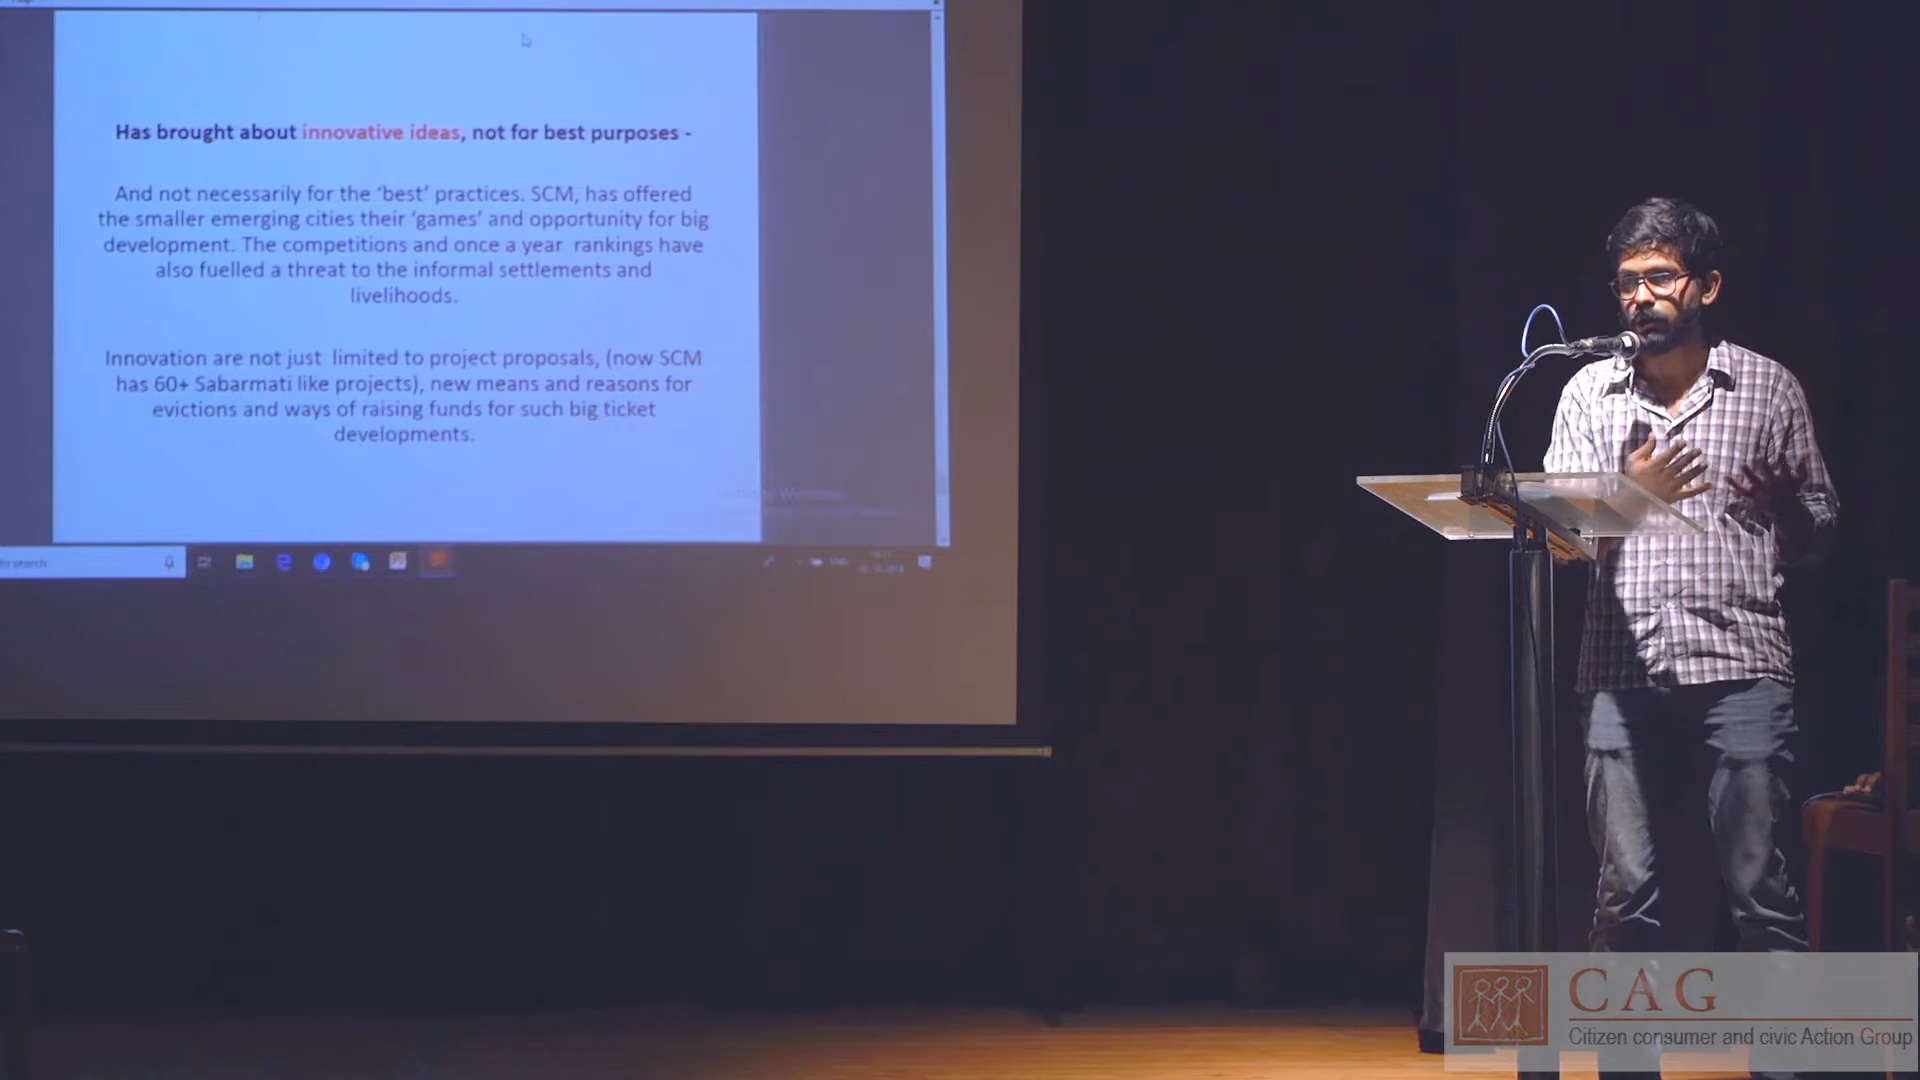 Has brought about innovative ideas, not for best purposes -
And not necessarily for the 'best' practices. SCM, has offered
the smaller emerging cities their 'games' and opportunity for big
development. The competitions and once a year rankings have
also fuelled a threat to the informal settlements and
livelihoods.
Innovation are not just limited to project proposals, (now SCM
has 60+ Sabarmati like projects), new means and reasons for
evictions and ways of raising funds for such big ticket
developments.
to search
ENG
CAG
Citizen consumer and civic Action Group